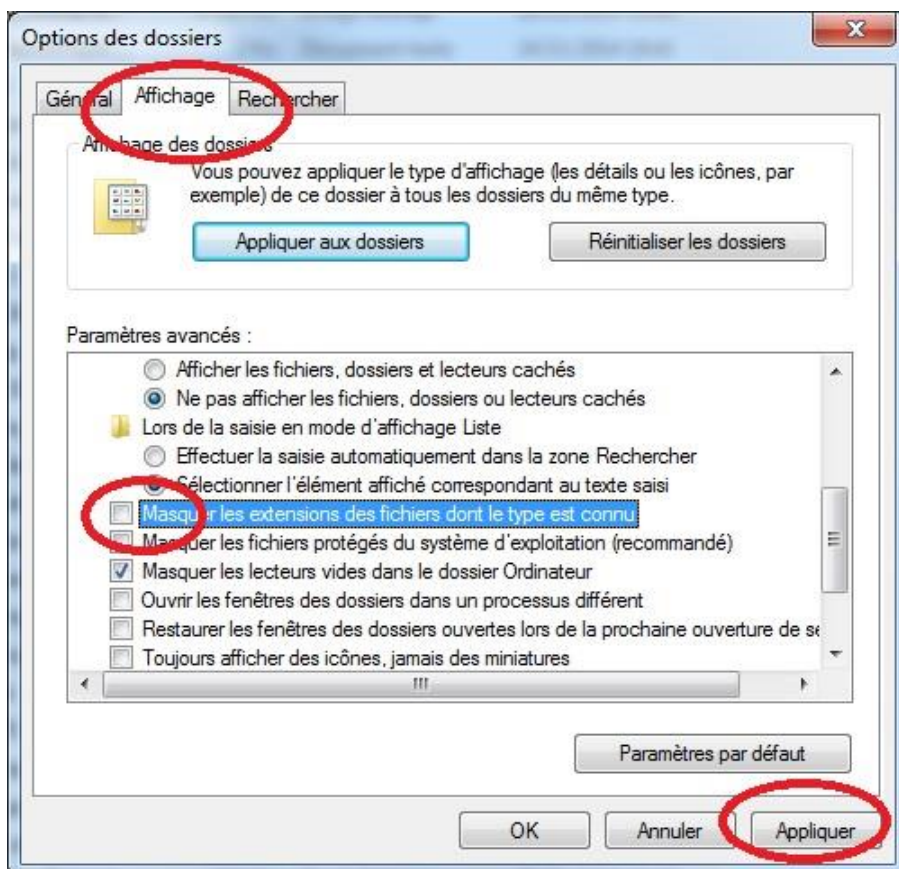 Options des dossiers
Général
Affichage
Rechercher
Affichage des dossiers
Vous pouvez appliquer le type d'affichage (les détails ou les icônes, par
exemple) de ce dossier à tous les dossiers du même type.
Appliquer aux dossiers
Réinitialiser les dossiers
Paramètres avancés :
Afficher les fichiers, dossiers et lecteurs cachés
Ne pas afficher les fichiers, dossiers ou lecteurs cachés
Lors de la saisie en mode d'affichage Liste
Effectuer la saisie automatiquement dans la zone Rechercher
Sélectionner l'élément affiché correspondant au texte saisi
Masquer les extensions des fichiers dont le type est connu
Masquer les fichiers protégés du système d'exploitation (recommandé)
Masquer les lecteurs vides dans le dossier Ordinateur
Ouvrir les fenêtres des dossiers dans un processus différent
Restaurer les fenêtres des dossiers ouvertes lors de la prochaine ouverture de se
Toujours afficher des icônes, jamais des miniatures
Paramètres par défaut
OK
Annuler
Appliquer